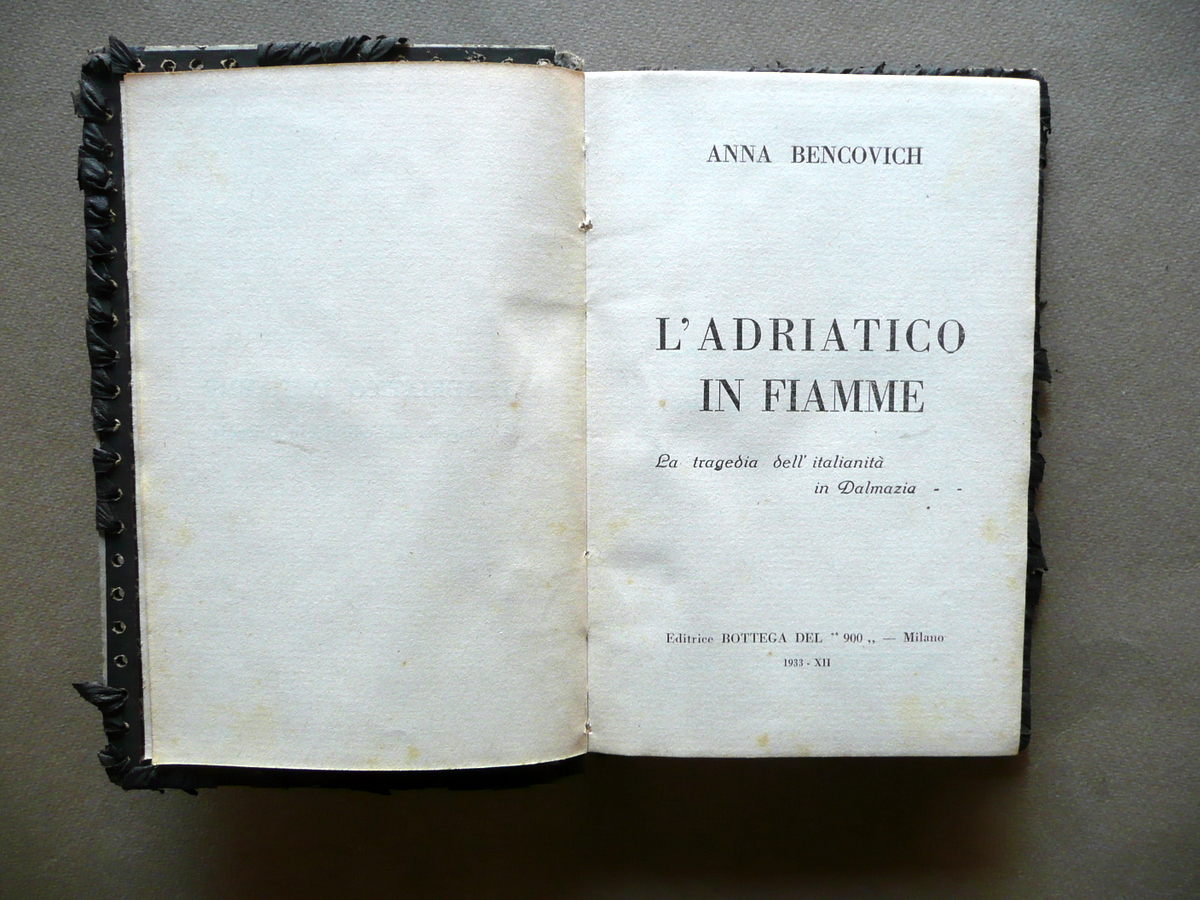 ANNA BENCOVICH
L'ADRIATICO
IN FIAMME
La tragedia dell' italianità
in Dalmazia - -
Editrice BOTTEGA DEL “ 900 „ — Milano
1933 - XII